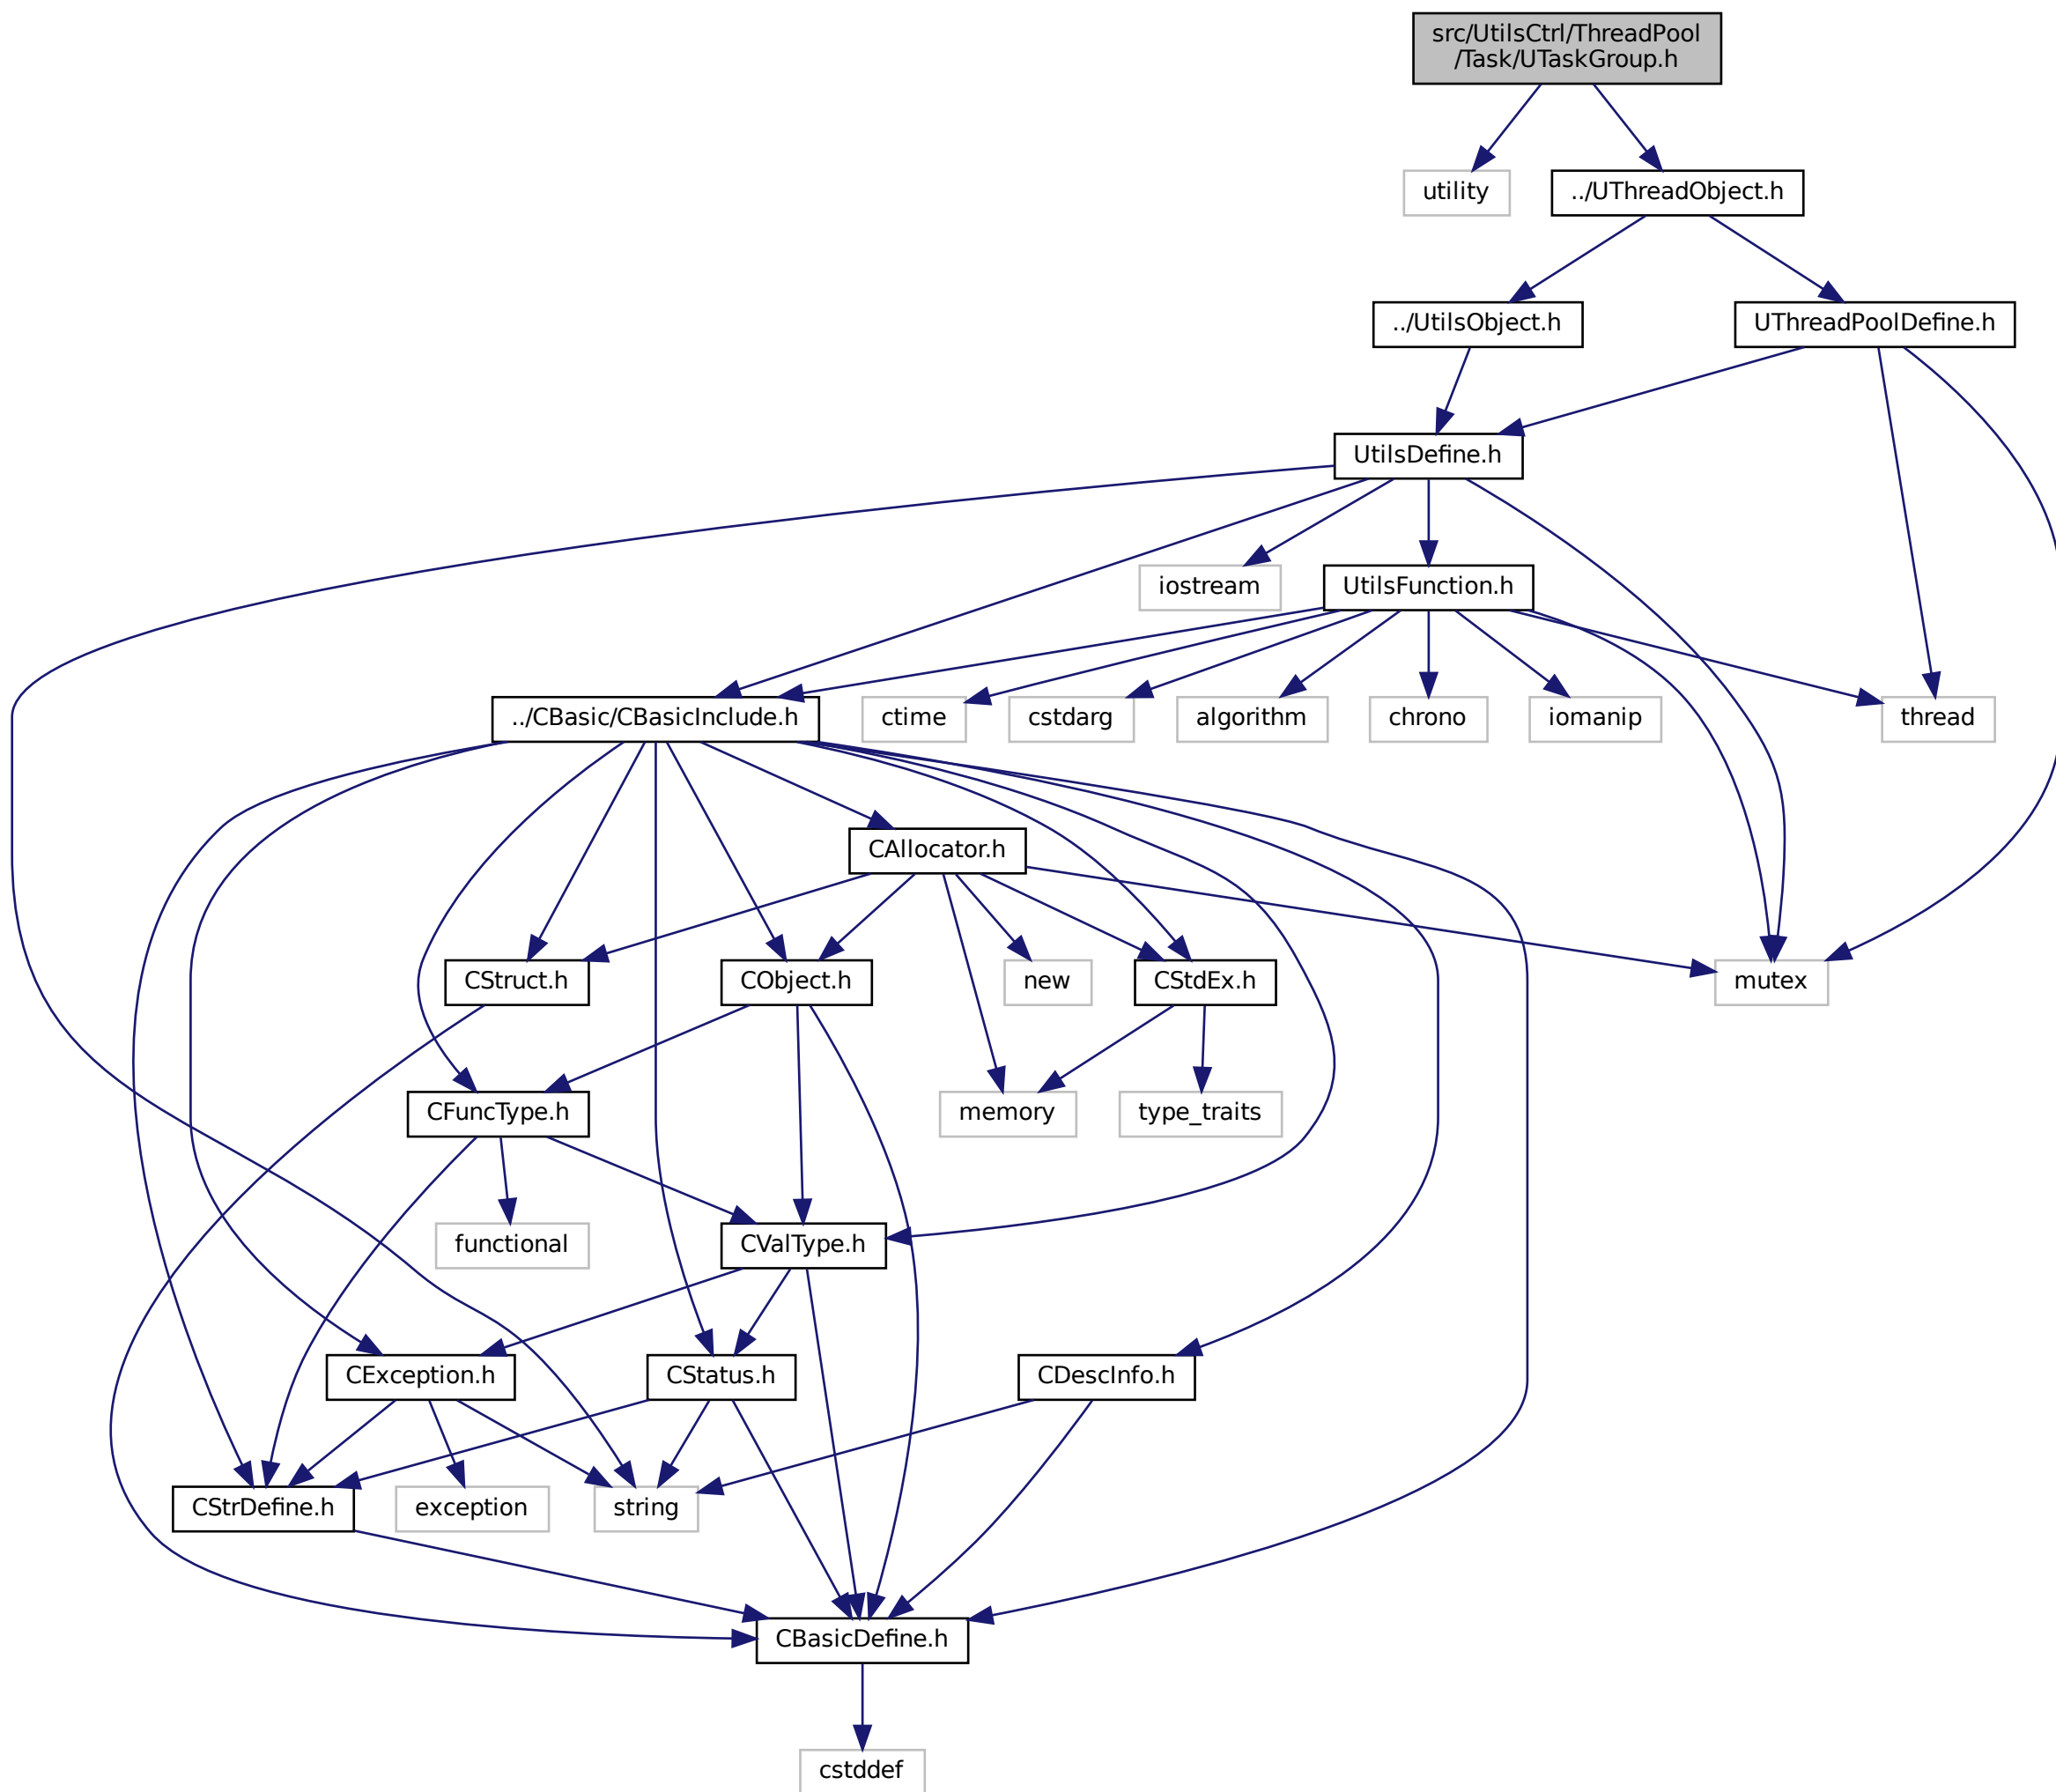 src/UtilsCtrl/ThreadPool
/Task/UTaskGroup.h
utility
../UThreadObject.h
../UtilsObject.h
UThreadPoolDefine.h
UtilsDefine.h
iostream
UtilsFunction.h
../CBasic/CBasicInclude.h
ctime
cstdarg
algorithm
chrono
iomanip
thread
CAllocator.h
CStruct.h
CObject.h
new
CStdEx.h
mutex
CFuncType.h
memory
type_traits
functional
CValType.h
CException.h
CStatus.h
CDescInfo.h
CStrDefine.h
exception
string
CBasicDefine.h
cstddef